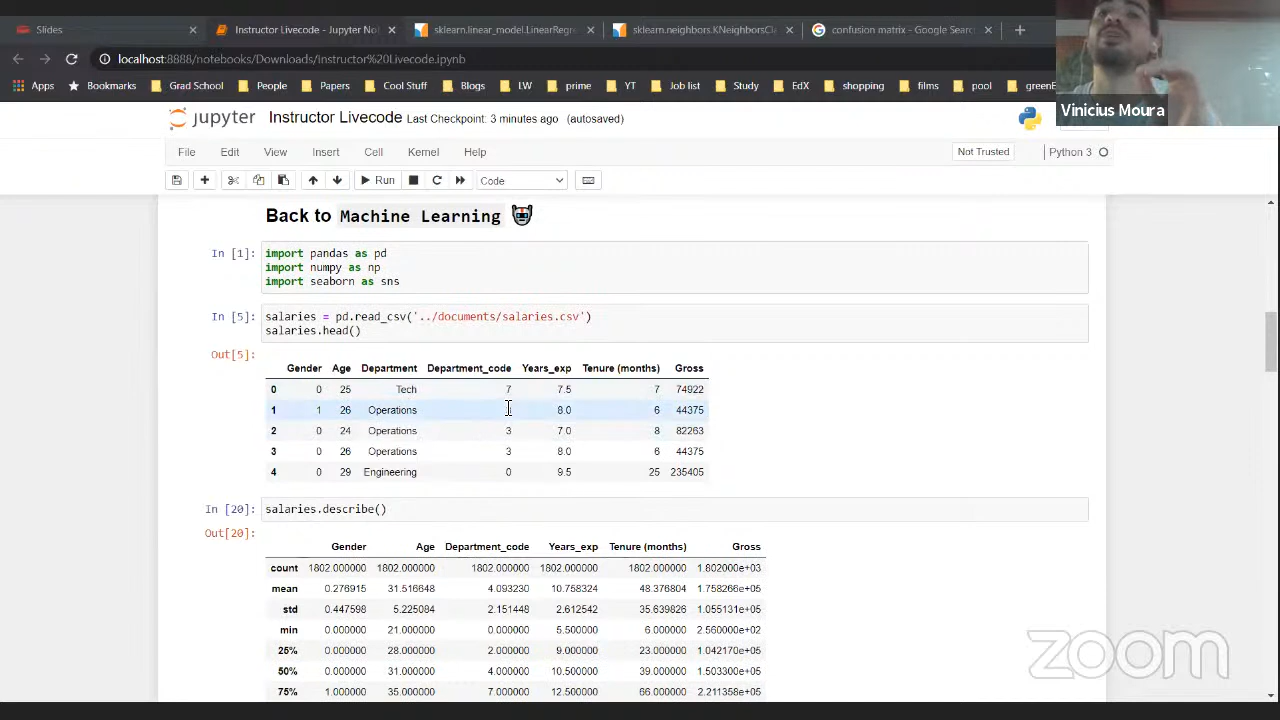 Slides
Instructor Livecode - Jupyter No
sklearn.linear_model.LinearRegre
sklearn.neighbors.KNeighborsCla
confusion matrix - Google Search
localhost:8888/notebooks/Downloads/Instructor%20Livecode.ipynb
Apps Bookmarks Grad School People Papers Cool Stuff Blogs LW prime YT Job list Study EdX shopping films pool greenE
Vinicius Moura
jupyter Instructor Livecode Last Checkpoint: 3 minutes ago (autosaved)
File Edit View Insert Cell Kernel Help Not Trusted Python 3
Run Code
Back to Machine Learning
In [1]: import pandas as pd
import numpy as np
import seaborn as sns
In [5]: salaries = pd.read_csv('../documents/salaries.csv')
salaries.head()
Out[5]:
Gender Age Department Department_code Years_exp Tenure (months) Gross
0 0 25 Tech 7 7.5 7 74922
1 1 26 Operations 8.0 6 44375
2 0 24 Operations 3 7.0 8 82263
3 0 26 Operations 3 8.0 6 44375
4 0 29 Engineering 0 9.5 25 235405
In [20]: salaries.describe()
Out[20]:
Gender Age Department_code Years_exp Tenure (months) Gross
count 1802.000000 1802.000000 1802.000000 1802.000000 1802.000000 1.802000e+03
mean 0.276915 31.516648 4.093230 10.758324 48.376804 1.758266e+05
std 0.447598 5.225084 2.151448 2.612542 35.639826 1.055131e+05
min 0.000000 21.000000 0.000000 5.500000 6.000000 2.560000e+02
25% 0.000000 28.000000 2.000000 9.000000 23.000000 1.042170e+05
50% 0.000000 31.000000 4.000000 10.500000 39.000000 1.503300e+05
75% 1.000000 35.000000 7.000000 12.500000 66.000000 2.211358e+05
zoom